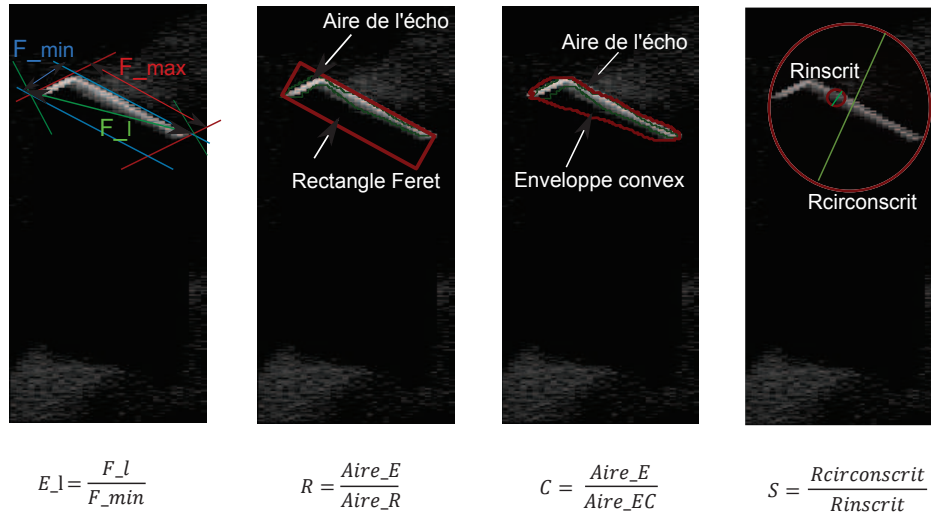 F_min
F_max
F_l
Aire de l'écho
Rectangle Feret
Aire de l'écho
Enveloppe convex
Rinscrit
Rcirconscrit
E_l = F_l / F_min
R = Aire_E / Aire_R
C = Aire_E / Aire_EC
S = Rcirconscrit / Rinscrit